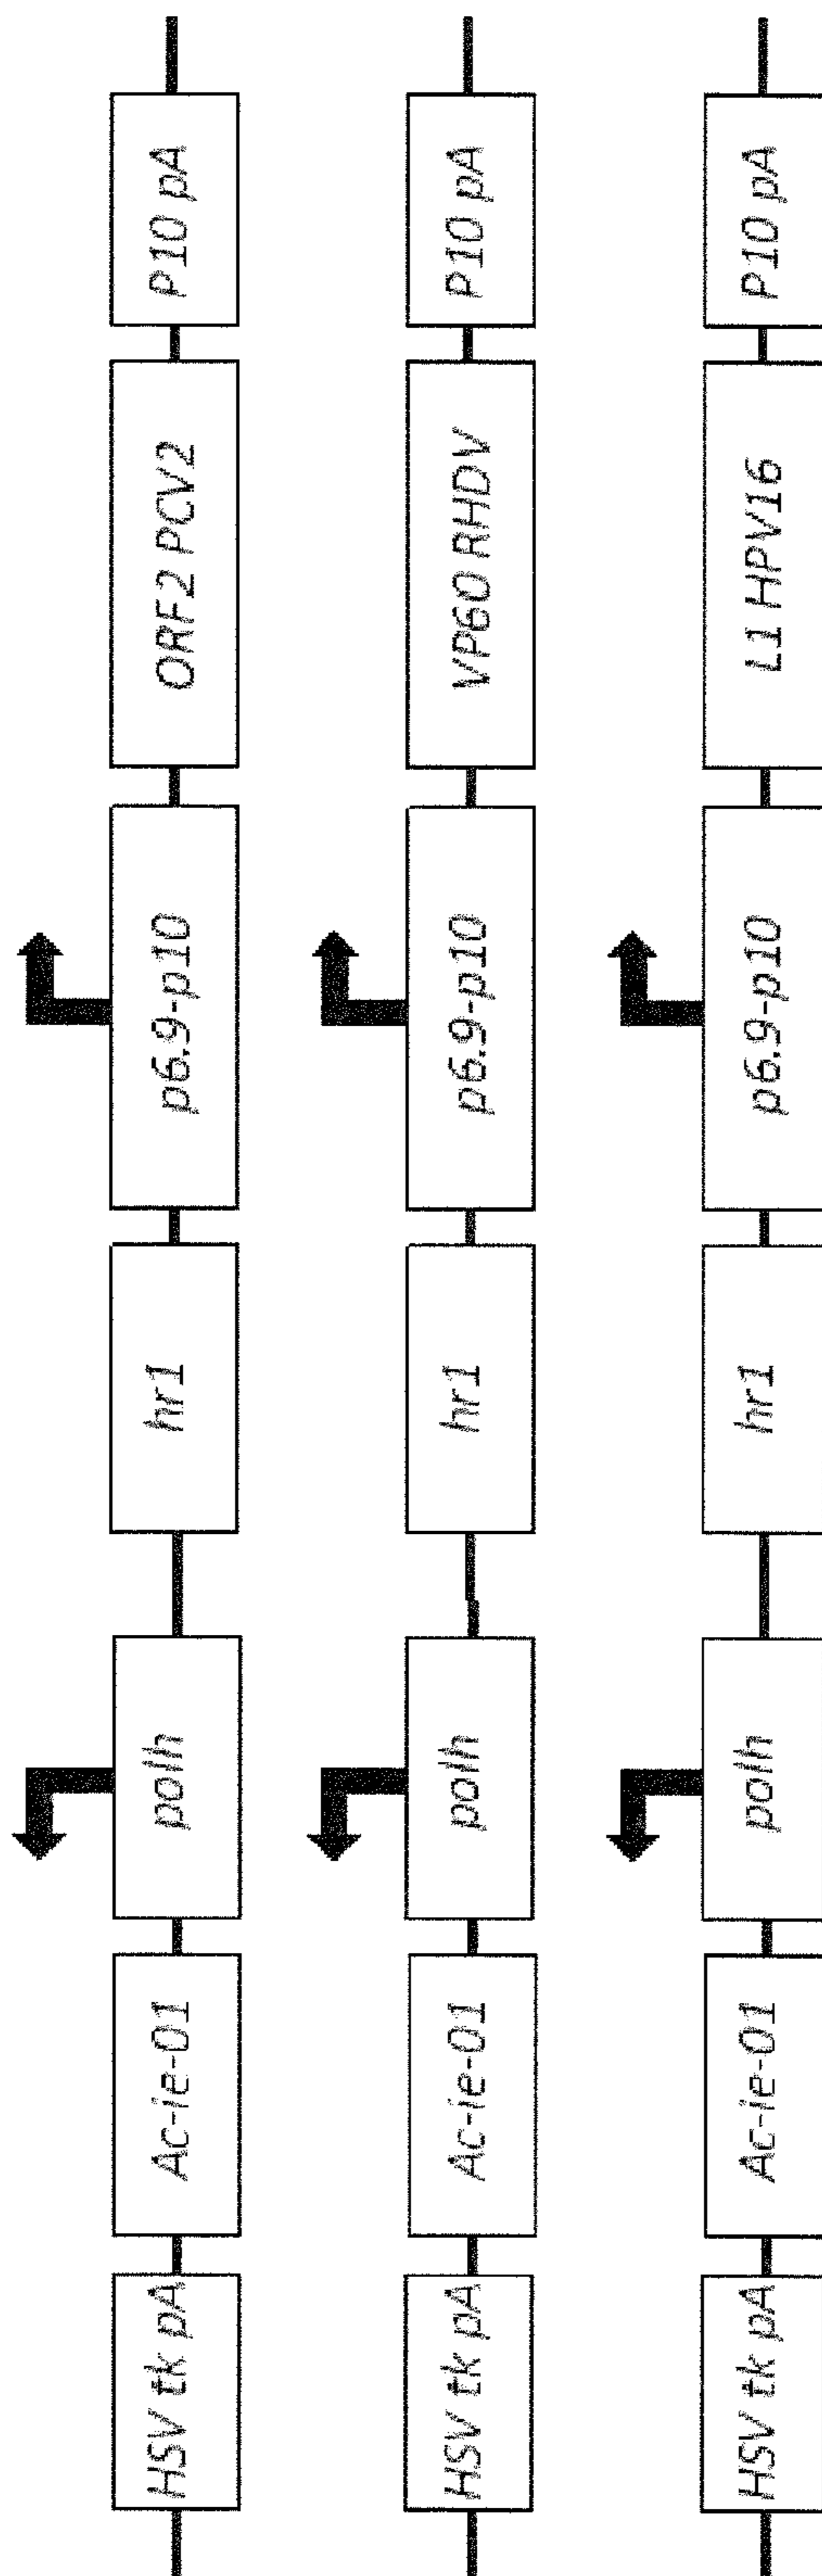 HSV tk pA Ac-ie-01 polh hr1 p6.9-p10 ORF2 PCV2 P10 pA
HSV tk pA Ac-ie-01 polh hr1 p6.9-p10 VP60 RHDV P10 pA
HSV tk pA Ac-ie-01 polh hr1 p6.9-p10 L1 HPV16 P10 pA